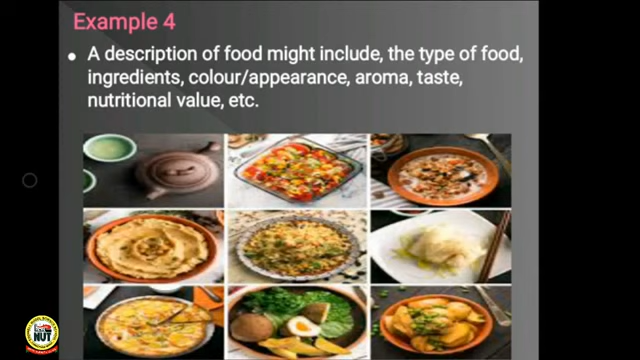 Example 4
• A description of food might include, the type of food,
ingredients, colour/appearance, aroma, taste,
nutritional value, etc.
NUT